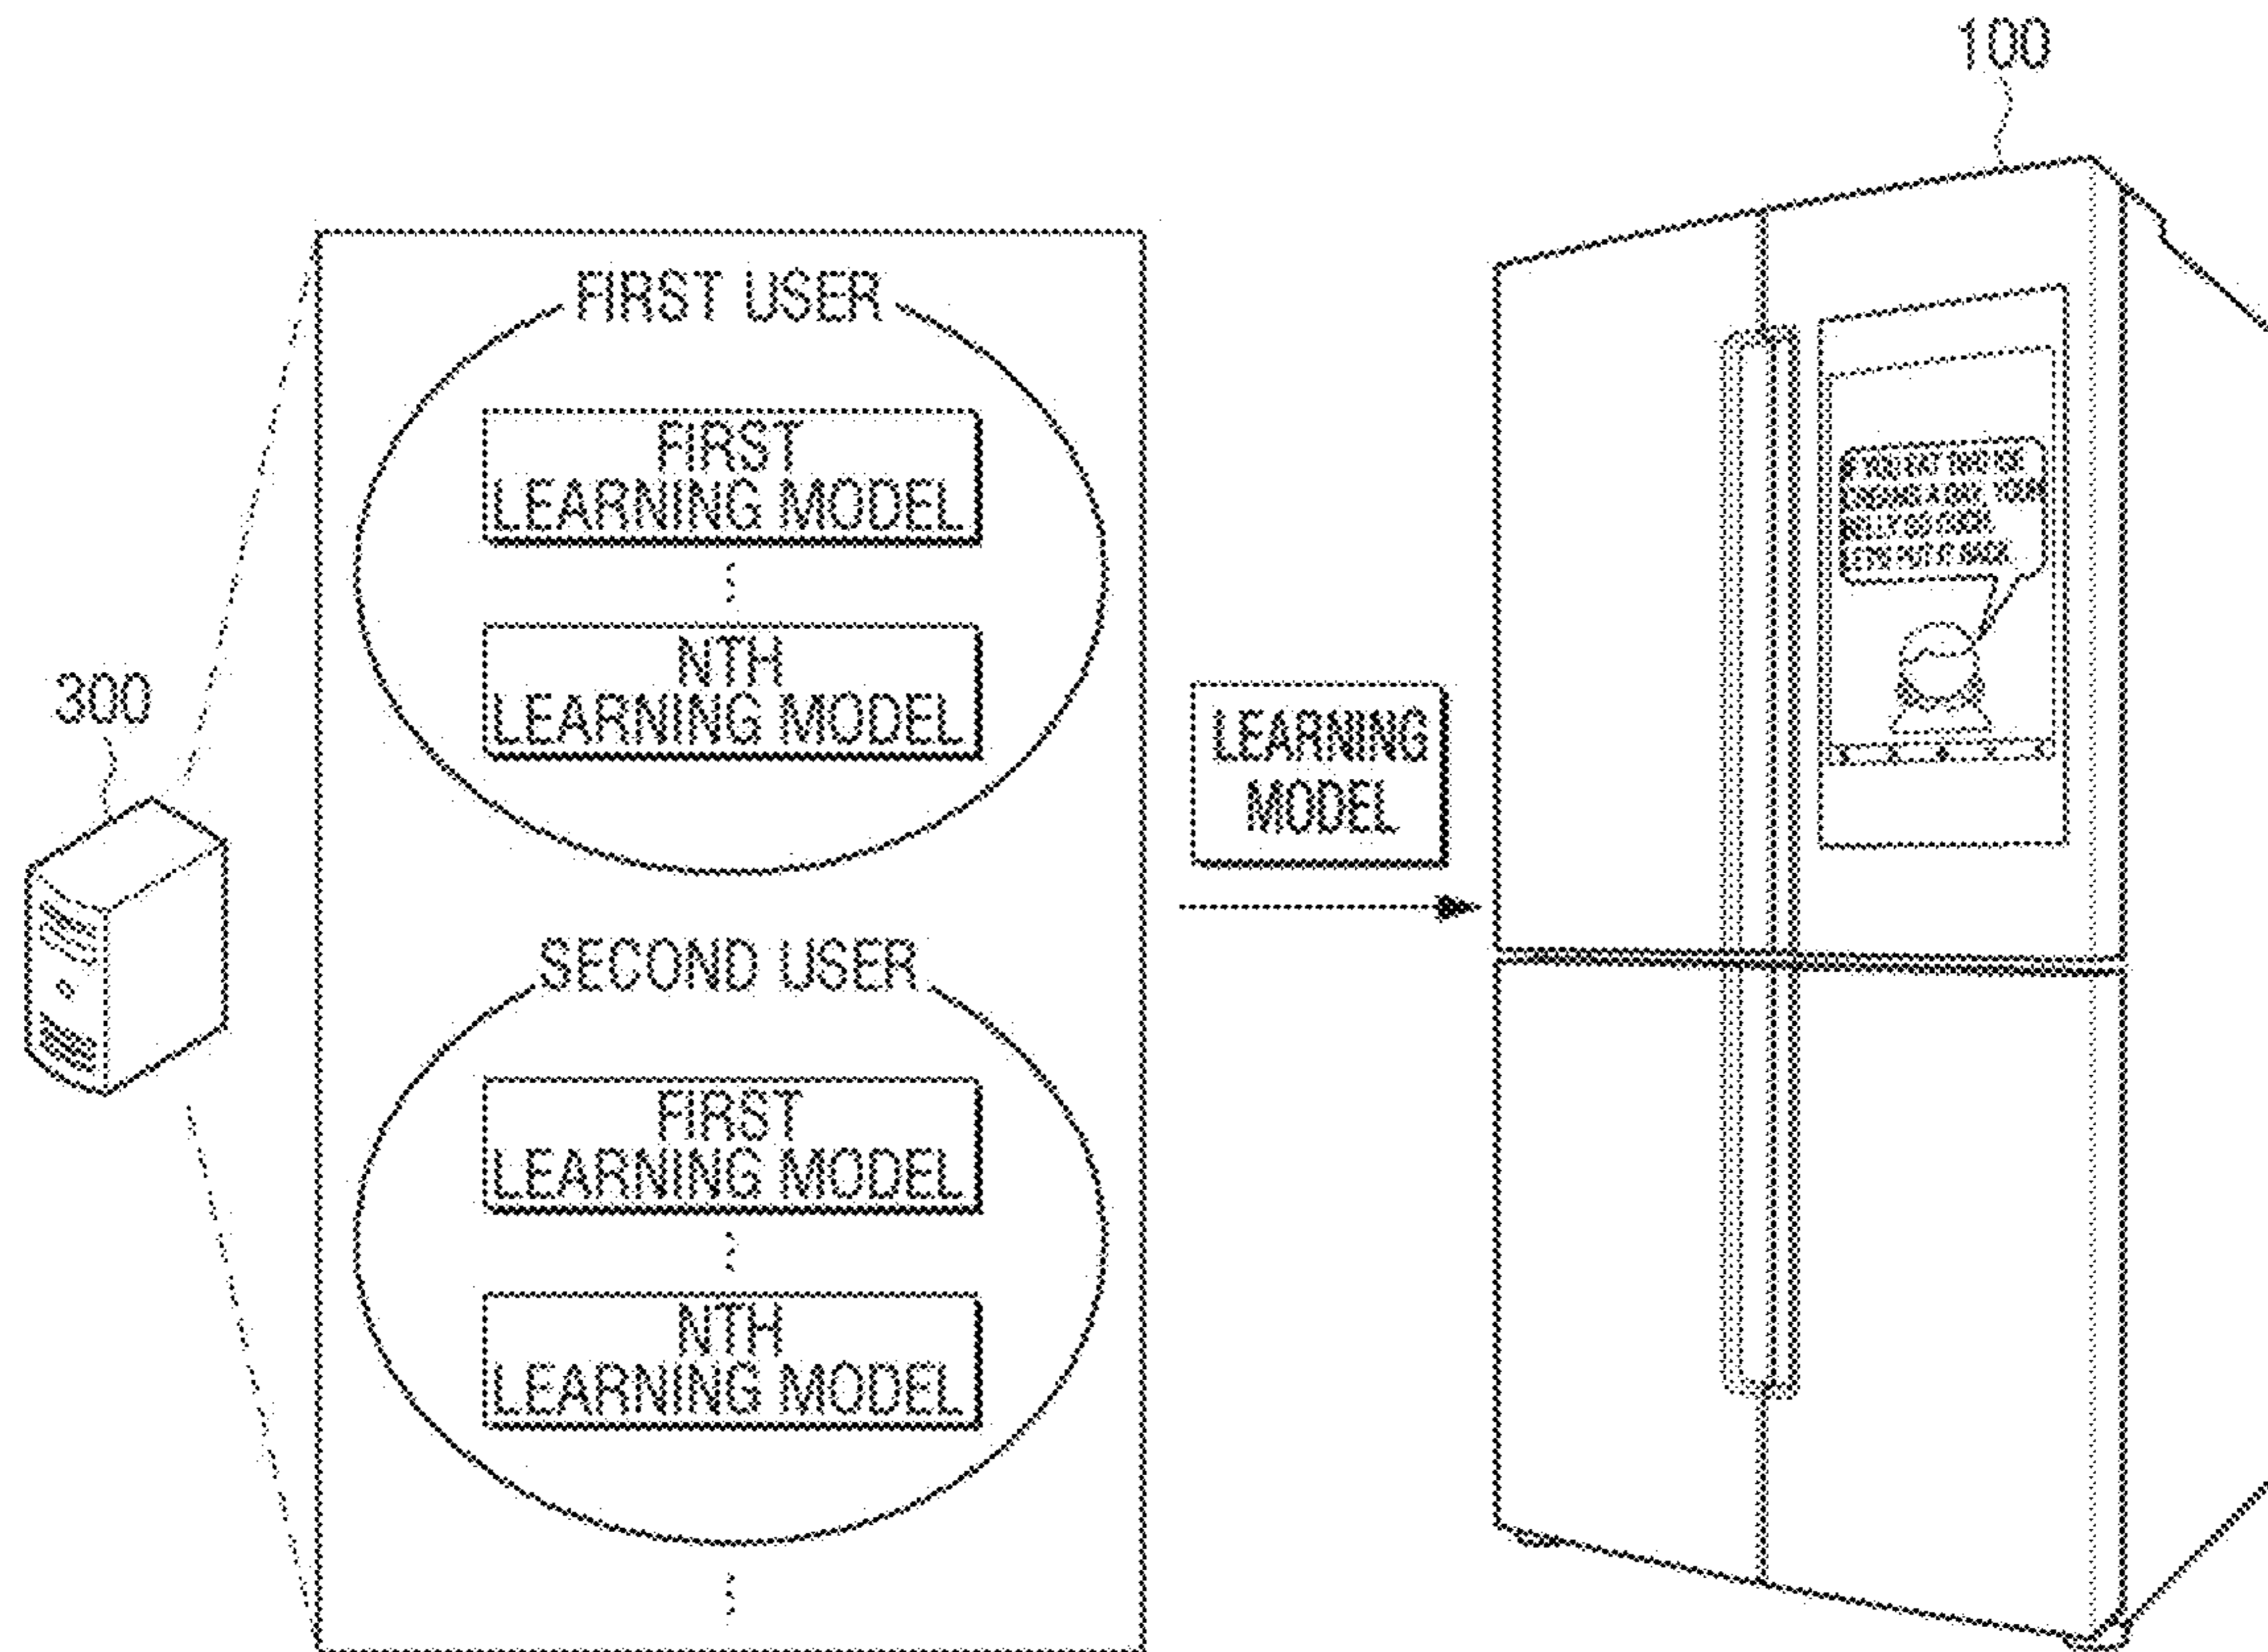 100
FIRST USER
FIRST
LEARNING MODEL
NTH
LEARNING MODEL
300
LEARNING
MODEL
SECOND USER
FIRST
LEARNING MODEL
NTH
LEARNING MODEL